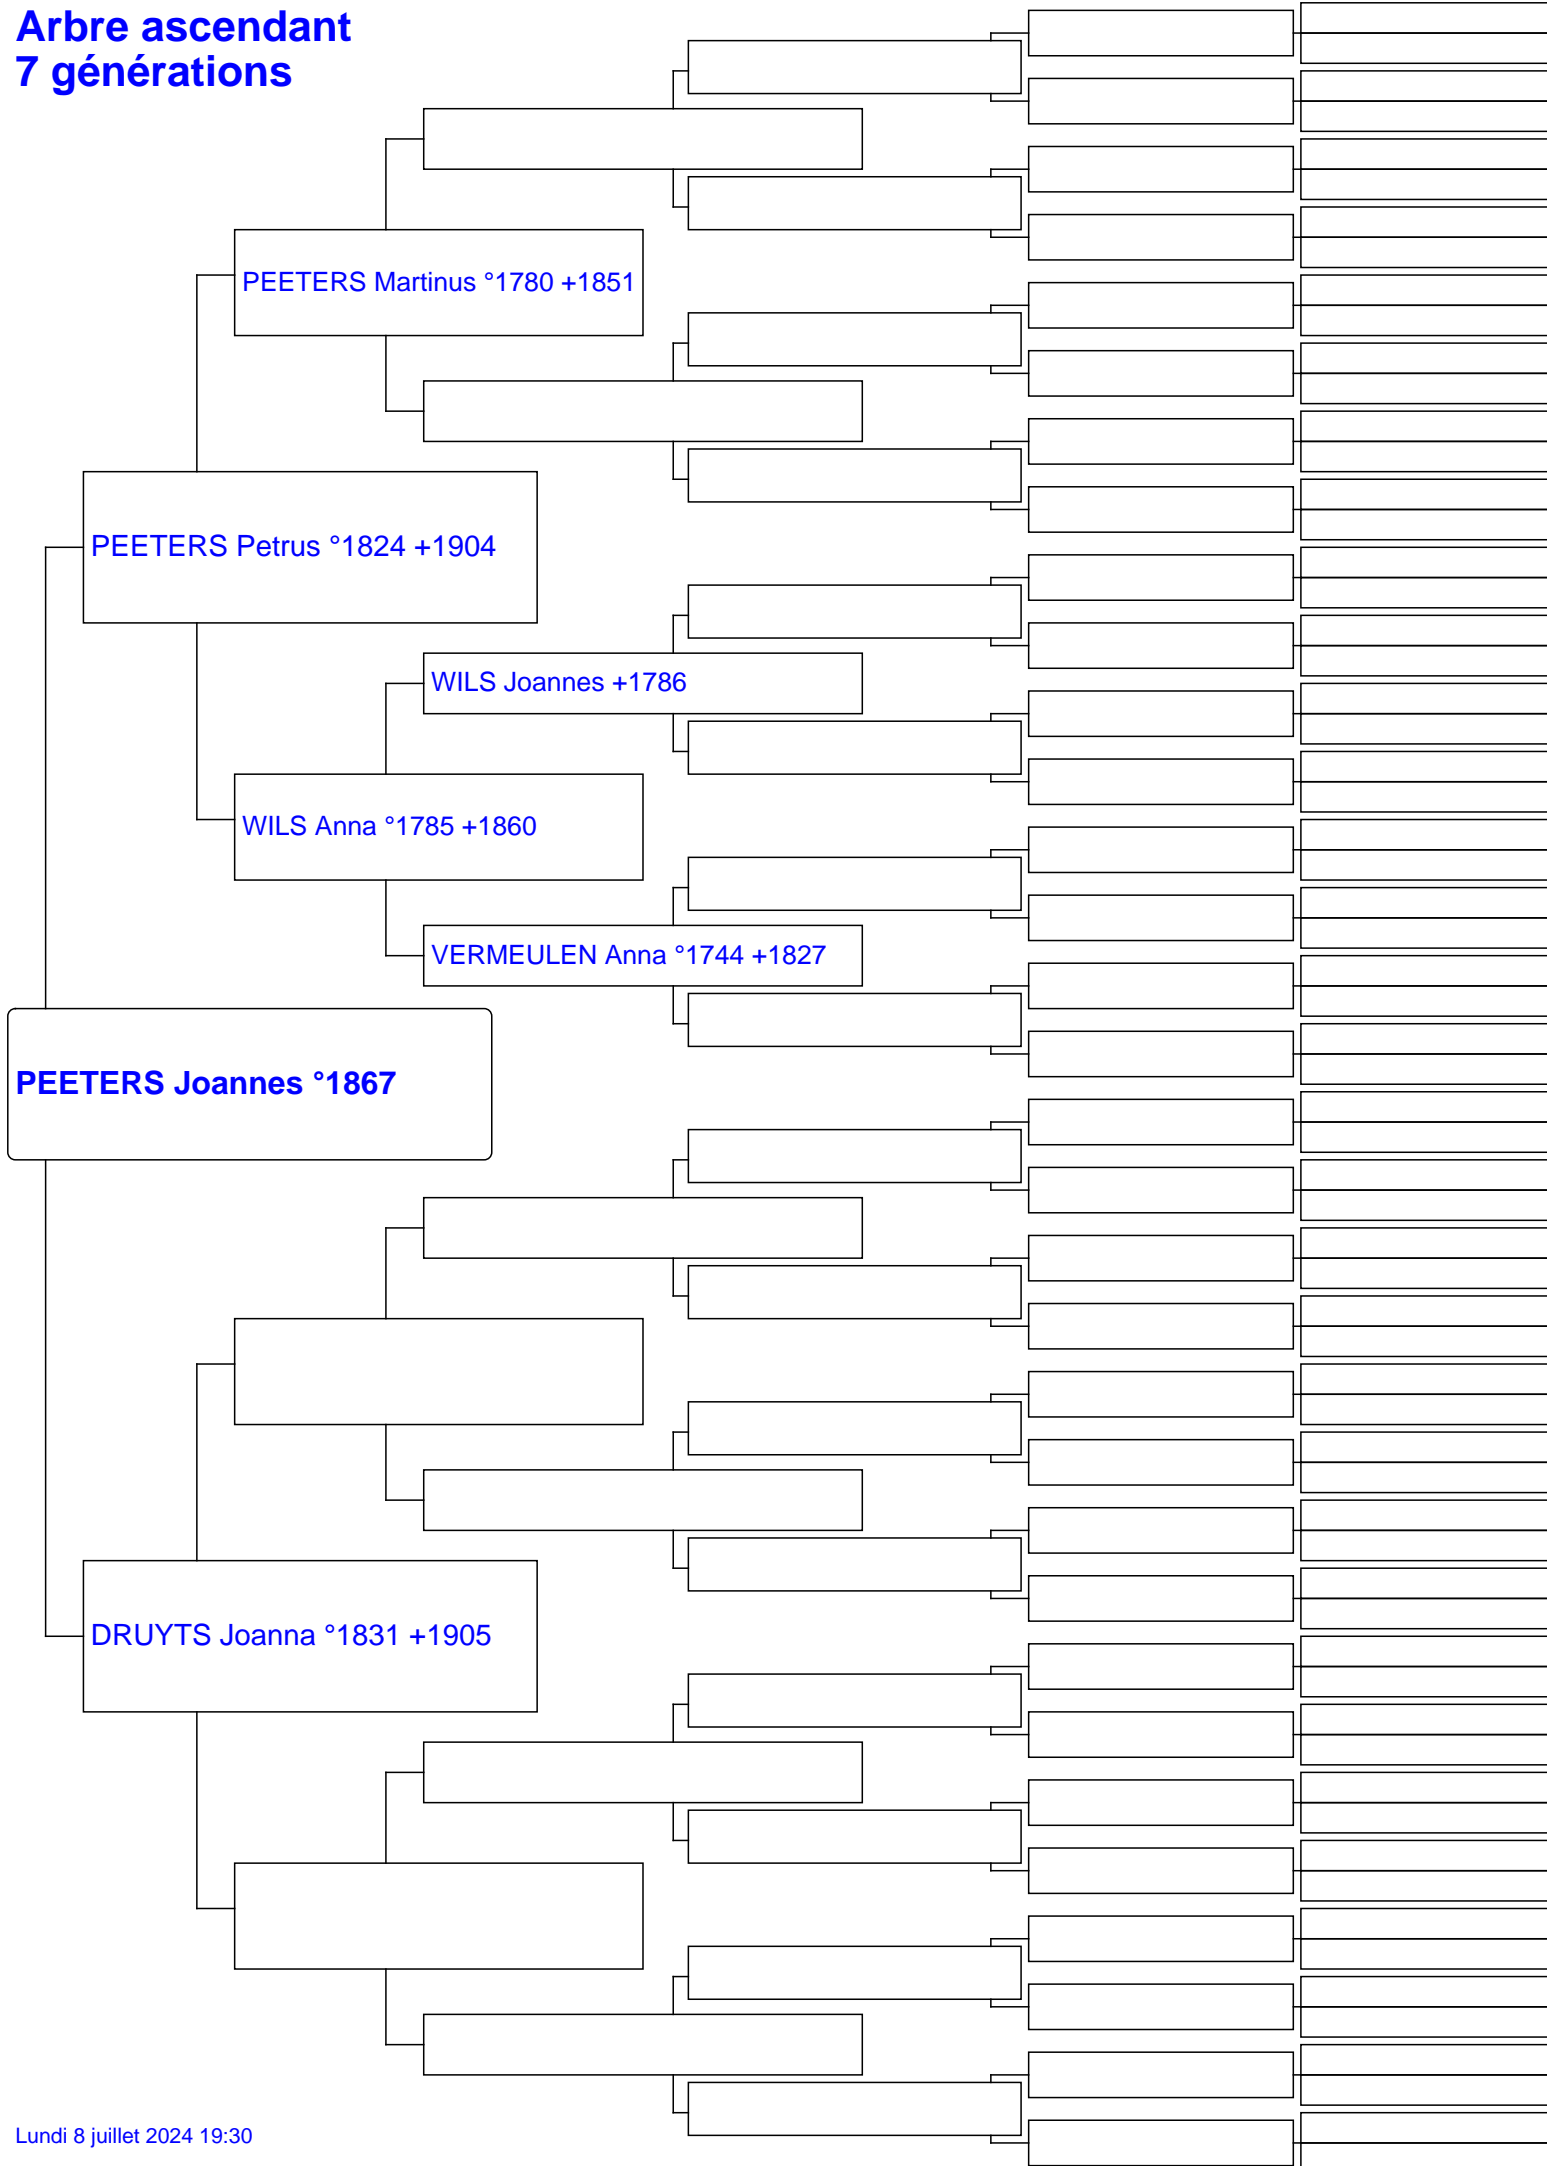 Arbre ascendant
7 générations
PEETERS Martinus °1780 +1851
PEETERS Petrus °1824 +1904
WILS Joannes +1786
WILS Anna °1785 +1860
VERMEULEN Anna °1744 +1827
PEETERS Joannes °1867
DRUYTS Joanna °1831 +1905
Lundi 8 juillet 2024 19:30